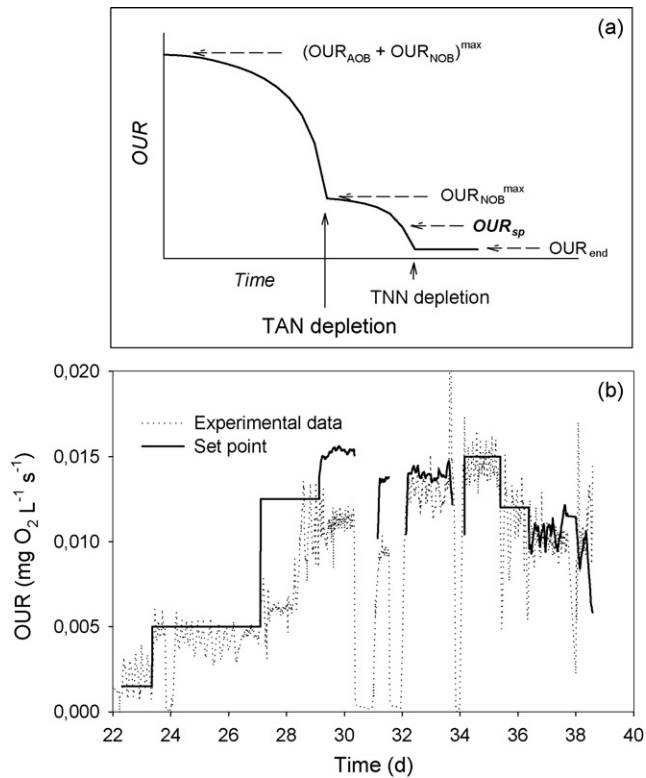 (a)
(OUR_AOB + OUR_NOB)^max
OUR
OUR_NOB^max
OUR_sp
OUR_end
Time
TNN depletion
TAN depletion
0,020
(b)
Experimental data
Set point
0,015
0,010
0,005
0,000
OUR (mg O₂ L⁻¹ s⁻¹)
22 24 26 28 30 32 34 36 38 40
Time (d)